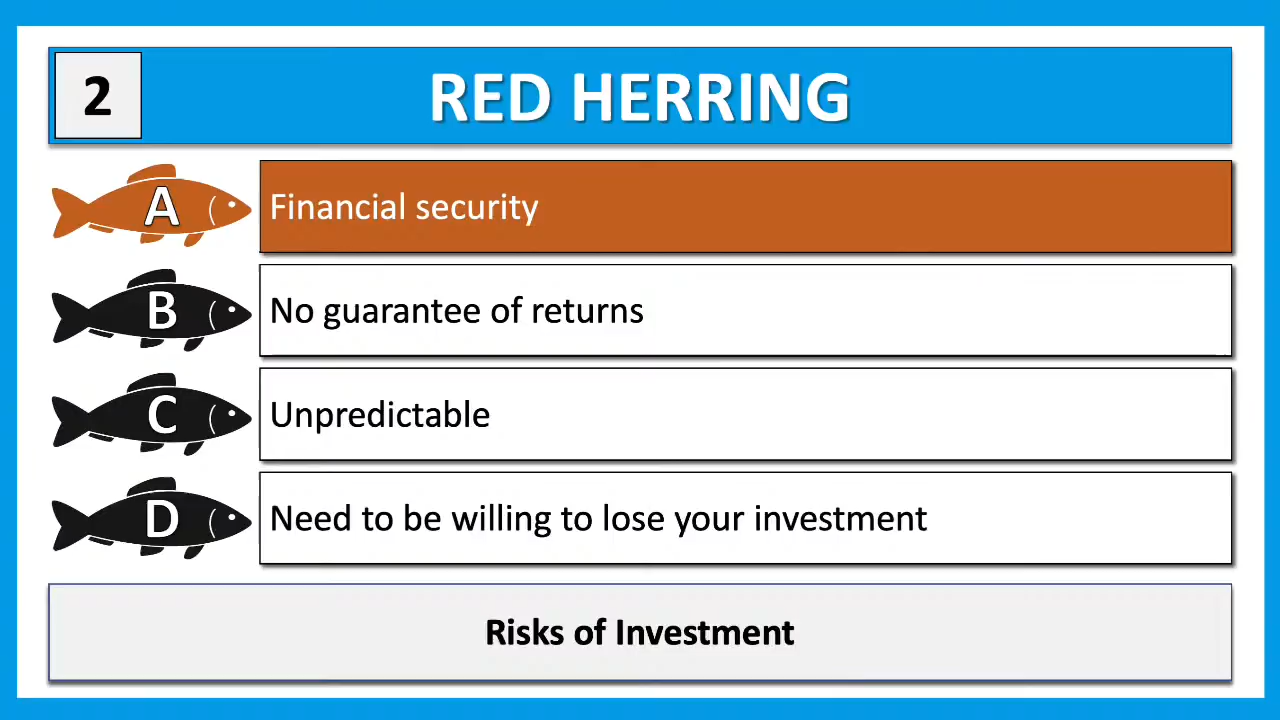 2
RED HERRING
A
Financial security
B
No guarantee of returns
C
Unpredictable
D
Need to be willing to lose your investment
Risks of Investment